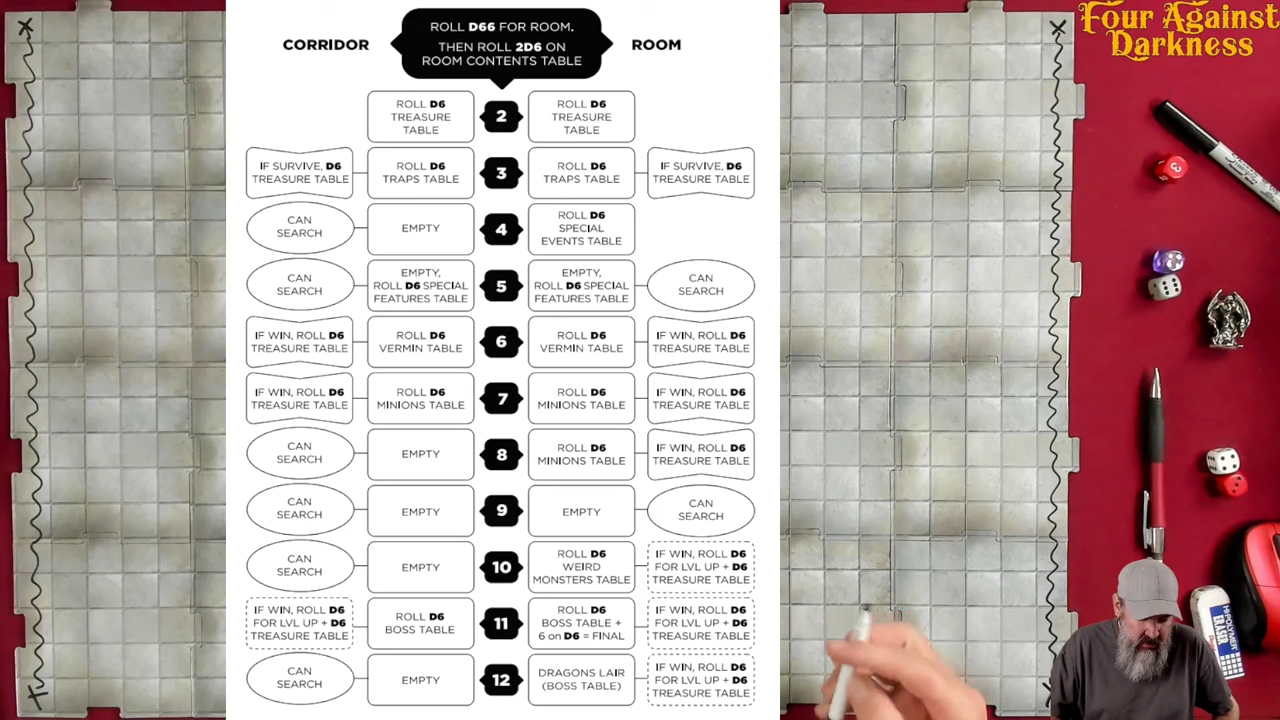 Four Against
Darkness
ROLL D66 FOR ROOM.
THEN ROLL 2D6 ON
ROOM CONTENTS TABLE
CORRIDOR
ROOM
ROLL D6
TREASURE
TABLE
2
ROLL D6
TREASURE
TABLE
IF SURVIVE, D6
TREASURE TABLE
ROLL D6
TRAPS TABLE
3
ROLL D6
TRAPS TABLE
IF SURVIVE, D6
TREASURE TABLE
CAN
SEARCH
EMPTY
4
ROLL D6
SPECIAL
EVENTS TABLE
CAN
SEARCH
EMPTY,
ROLL D6 SPECIAL
FEATURES TABLE
5
EMPTY,
ROLL D6 SPECIAL
FEATURES TABLE
CAN
SEARCH
IF WIN, ROLL D6
TREASURE TABLE
ROLL D6
VERMIN TABLE
6
ROLL D6
VERMIN TABLE
IF WIN, ROLL D6
TREASURE TABLE
IF WIN, ROLL D6
TREASURE TABLE
ROLL D6
MINIONS TABLE
7
ROLL D6
MINIONS TABLE
IF WIN, ROLL D6
TREASURE TABLE
CAN
SEARCH
EMPTY
8
ROLL D6
MINIONS TABLE
IF WIN, ROLL D6
TREASURE TABLE
CAN
SEARCH
EMPTY
9
EMPTY
CAN
SEARCH
CAN
SEARCH
EMPTY
10
ROLL D6
WEIRD
MONSTERS TABLE
IF WIN, ROLL D6
FOR LVL UP + D6
TREASURE TABLE
IF WIN, ROLL D6
FOR LVL UP + D6
TREASURE TABLE
ROLL D6
BOSS TABLE
11
ROLL D6
BOSS TABLE +
6 on D6 = FINAL
IF WIN, ROLL D6
FOR LVL UP + D6
TREASURE TABLE
CAN
SEARCH
EMPTY
12
DRAGONS LAIR
(BOSS TABLE)
IF WIN, ROLL D6
FOR LVL UP + D6
TREASURE TABLE